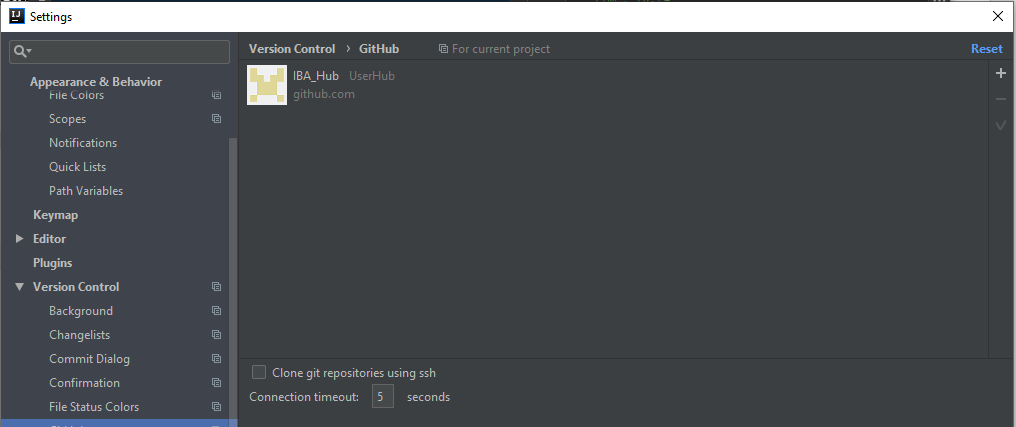 IJ Settings
Version Control › GitHub For current project Reset
Appearance & Behavior
File Colors
Scopes
Notifications
Quick Lists
Path Variables
Keymap
Editor
Plugins
Version Control
Background
Changelists
Commit Dialog
Confirmation
File Status Colors
IBA_Hub UserHub
github.com
Clone git repositories using ssh
Connection timeout: 5 seconds